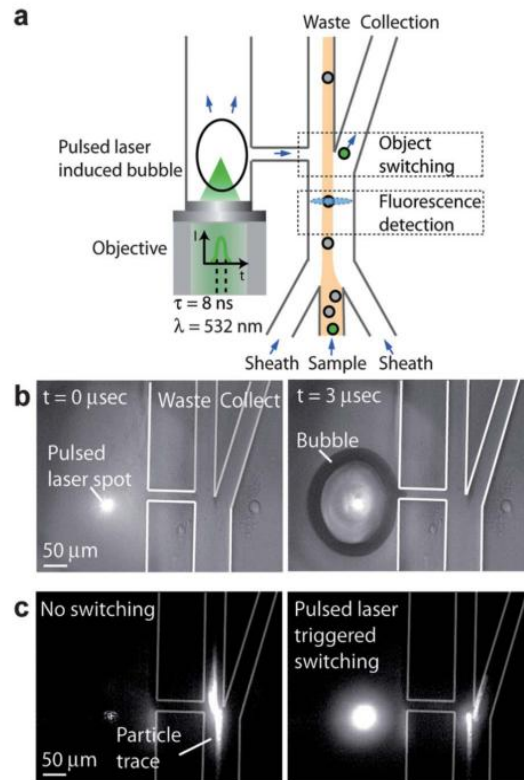 a
Waste
Collection
Pulsed laser
induced bubble
Object
switching
Fluorescence
detection
Objective
I
t
τ = 8 ns
λ = 532 nm
Sheath
Sample
Sheath
b
t = 0 μsec
Waste
Collect
Pulsed
laser spot
50 μm
t = 3 μsec
Bubble
c
No switching
Particle
trace
50 μm
Pulsed laser
triggered
switching